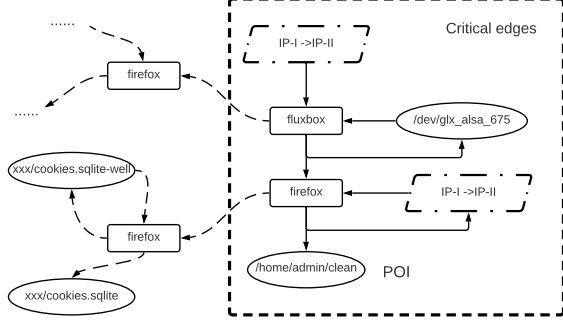 ......
IP-I ->IP-II
Critical edges
firefox
......
fluxbox
/dev/glx_alsa_675
xxx/cookies.sqlite-well
firefox
IP-I ->IP-II
firefox
/home/admin/clean
POI
xxx/cookies.sqlite